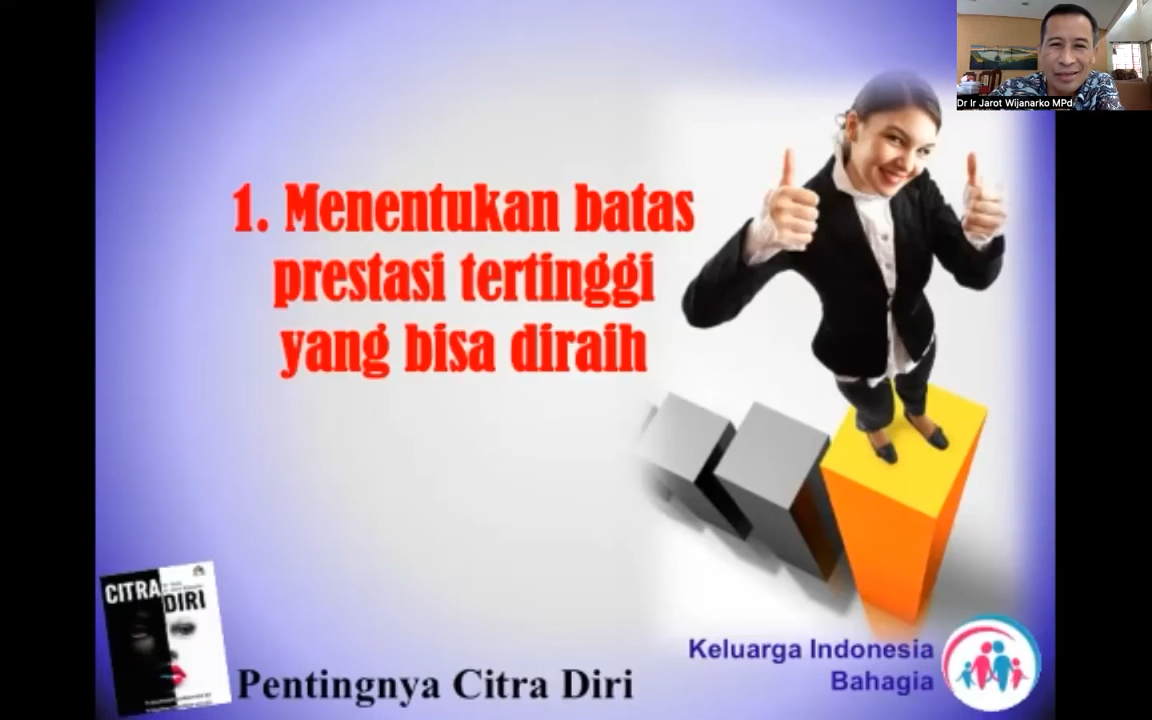 Dr Ir Jarot Wijanarko MPd
1. Menentukan batas
prestasi tertinggi
yang bisa diraih
CITRA
DIRI
Pentingnya Citra Diri
Keluarga Indonesia
Bahagia